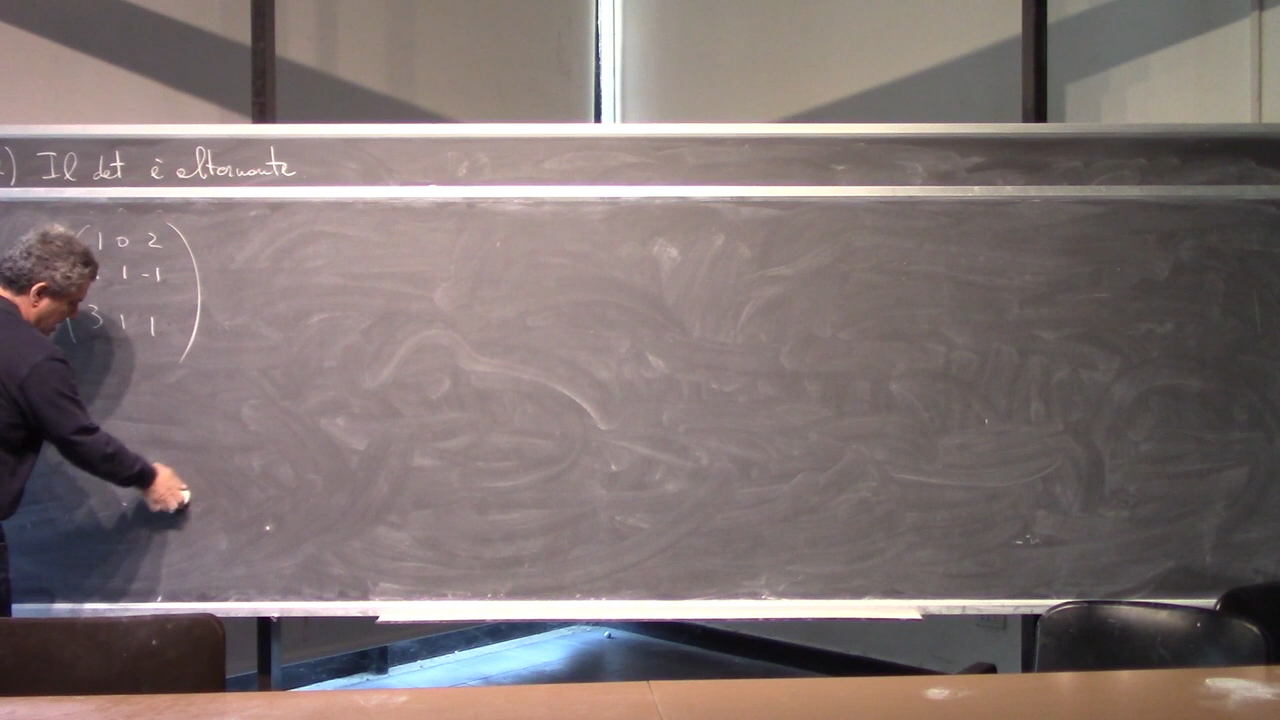 ) Il det è alternante
(1 0 2)
1 -1
3 1 1